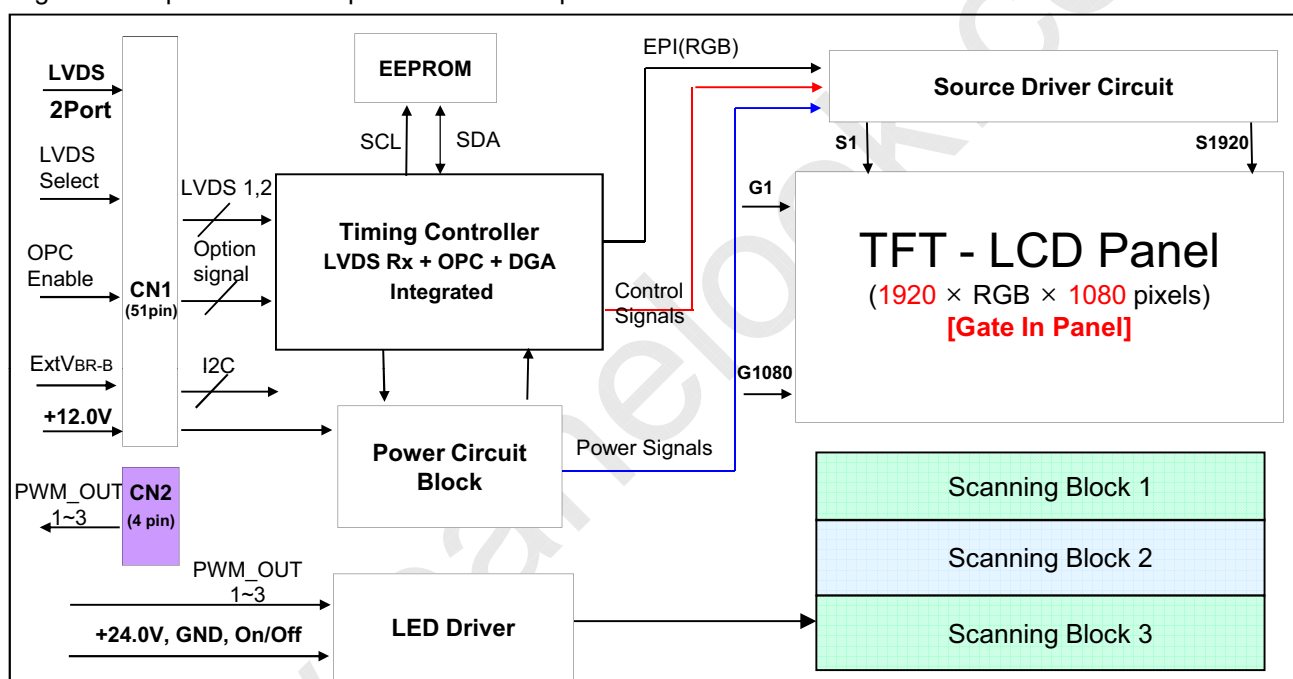 LVDS
2Port
LVDS
Select
OPC
Enable
ExtVBR-B
+12.0V
CN1
(51pin)
LVDS 1,2
Option
signal
I2C
EEPROM
SCL
SDA
Timing Controller
LVDS Rx + OPC + DGA
Integrated
Power Circuit
Block
EPI(RGB)
Control
Signals
Power Signals
Source Driver Circuit
S1
S1920
G1
G1080
TFT - LCD Panel
(1920 × RGB × 1080 pixels)
[Gate In Panel]
PWM_OUT
1~3
CN2
(4 pin)
PWM_OUT
1~3
+24.0V, GND, On/Off
LED Driver
Scanning Block 1
Scanning Block 2
Scanning Block 3